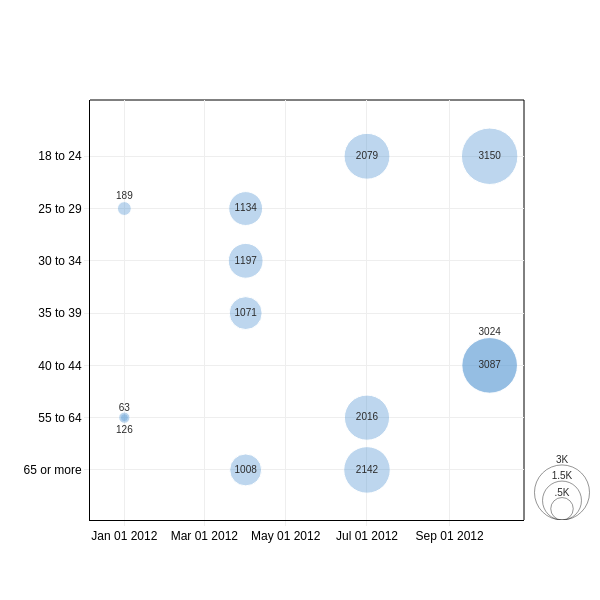 18 to 24
2079
3150
189
25 to 29
1134
30 to 34
1197
35 to 39
1071
3024
40 to 44
3087
63
55 to 64
2016
126
65 or more
1008
2142
3K
1.5K
.5K
Jan 01 2012
Mar 01 2012
May 01 2012
Jul 01 2012
Sep 01 2012